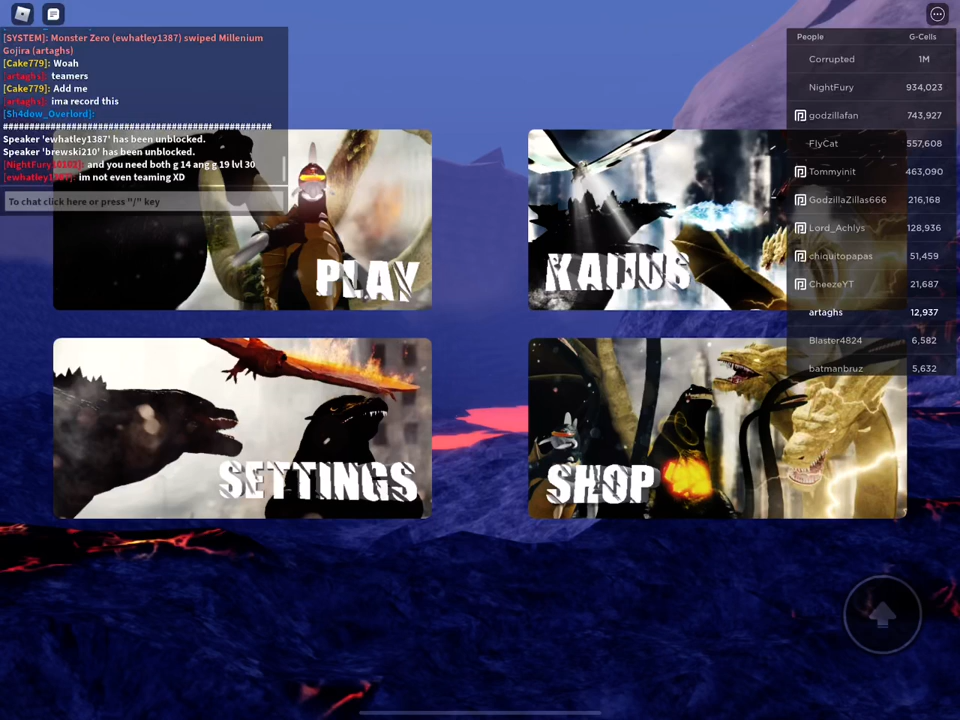 [SYSTEM]: Monster Zero (ewhatley1387) swiped Millenium
Gojira (artaghs)
[Cake779]: Woah
[artaghs]: teamers
[Cake779]: Add me
[artaghs]: ima record this
[Sh4dow_Overlord]:
####################################################
Speaker 'ewhatley1387' has been unblocked.
Speaker 'brewski210' has been unblocked.
and you need both g 14 ang g 19 lvl 30
im not even teaming XD
To chat click here or press "/" key
People G-Cells
Corrupted 1M
NightFury 934,023
godzillafan 743,927
FlyCat 557,608
Tommyinit 463,090
GodzillaZillas666 216,168
Lord_Achlys 128,936
chiquitopapas 51,459
CheezeYT 21,687
artaghs 12,937
Blaster4824 6,582
batmanbruz 5,632
PLAY
KAIJUS
SETTINGS
SHOP